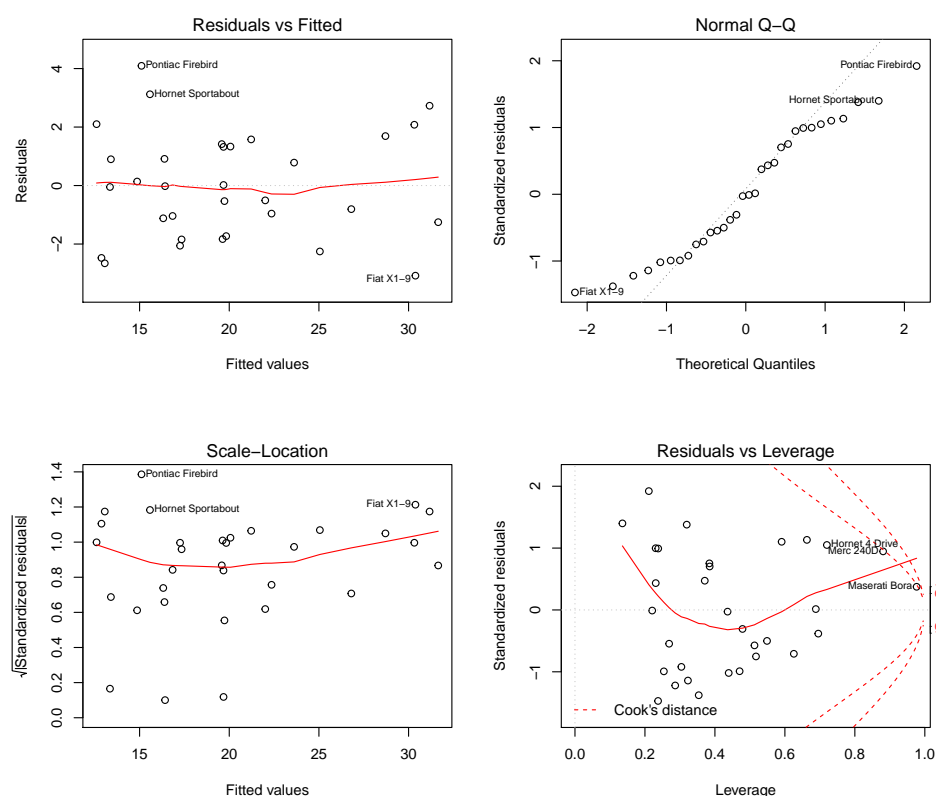 Residuals vs Fitted
Residuals
4
2
0
−2
Pontiac Firebird
Hornet Sportabout
Fiat X1−9
15 20 25 30
Fitted values
Normal Q−Q
Standardized residuals
2
1
0
−1
Pontiac Firebird
Hornet Sportabout
Fiat X1−9
−2 −1 0 1 2
Theoretical Quantiles
Scale−Location
√|Standardized residuals|
1.4
1.2
1.0
0.8
0.6
0.4
0.2
0.0
Pontiac Firebird
Hornet Sportabout
Fiat X1−9
15 20 25 30
Fitted values
Residuals vs Leverage
Standardized residuals
2
1
0
−1
Hornet 4 Drive
Merc 240D
Maserati Bora
Cook's distance
0.0 0.2 0.4 0.6 0.8 1.0
Leverage